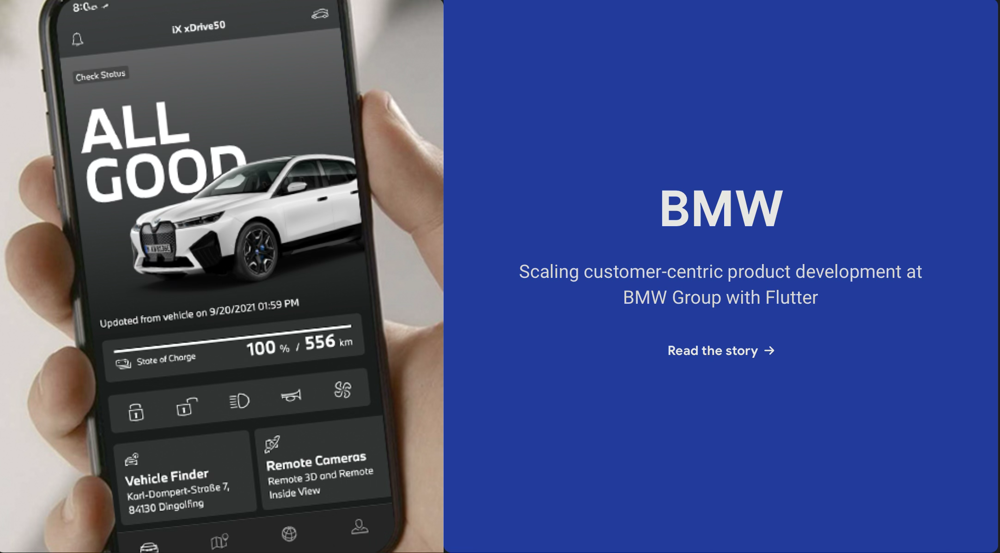 iX xDrive50
Check Status
ALL
GOOD
Updated from vehicle on 9/20/2021 01:59 PM
100 % / 556 km
State of Charge
Vehicle Finder
Karl-Dompert-Straße 7,
84130 Dingolfing
Remote Cameras
Remote 3D and Remote
Inside View
BMW
Scaling customer-centric product development at
BMW Group with Flutter
Read the story →